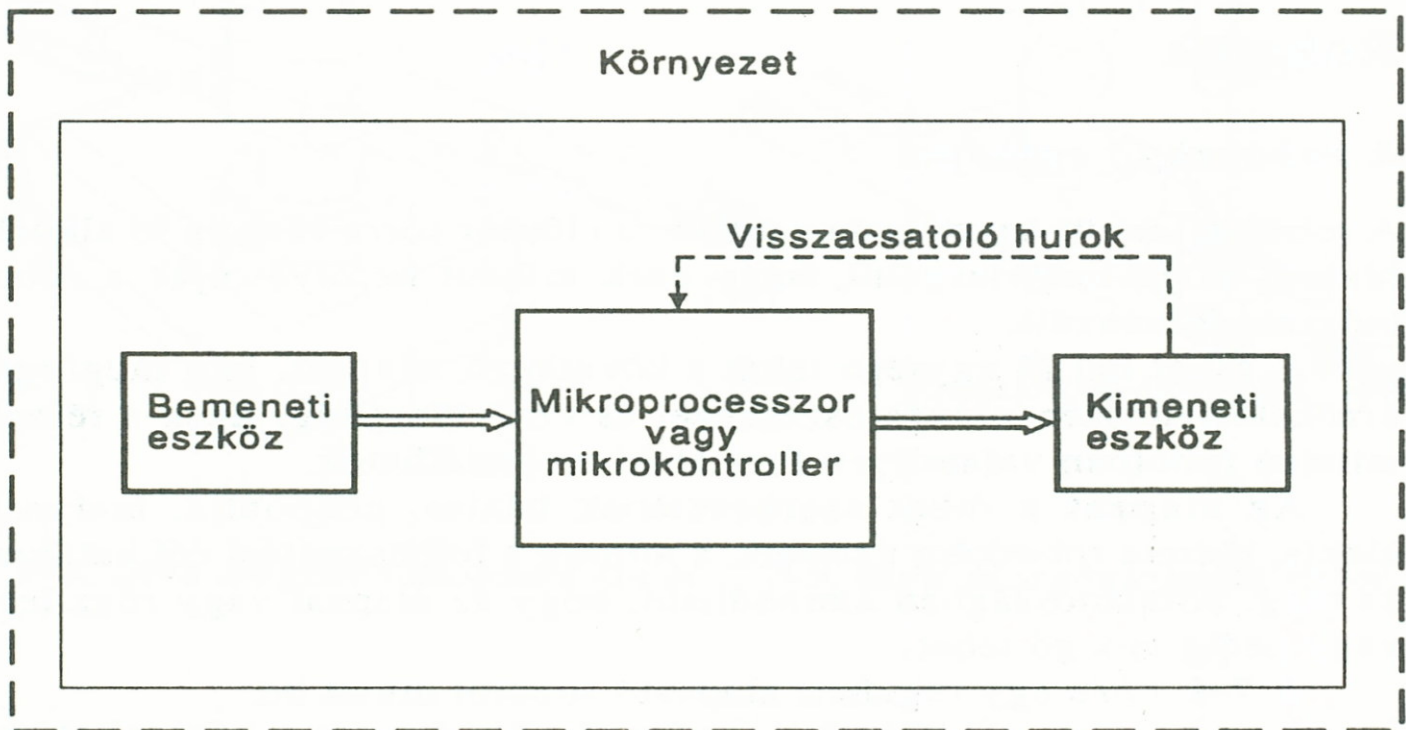 Környezet
Visszacsatoló hurok
Bemeneti
eszköz
Mikroprocesszor
vagy
mikrokontroller
Kimeneti
eszköz